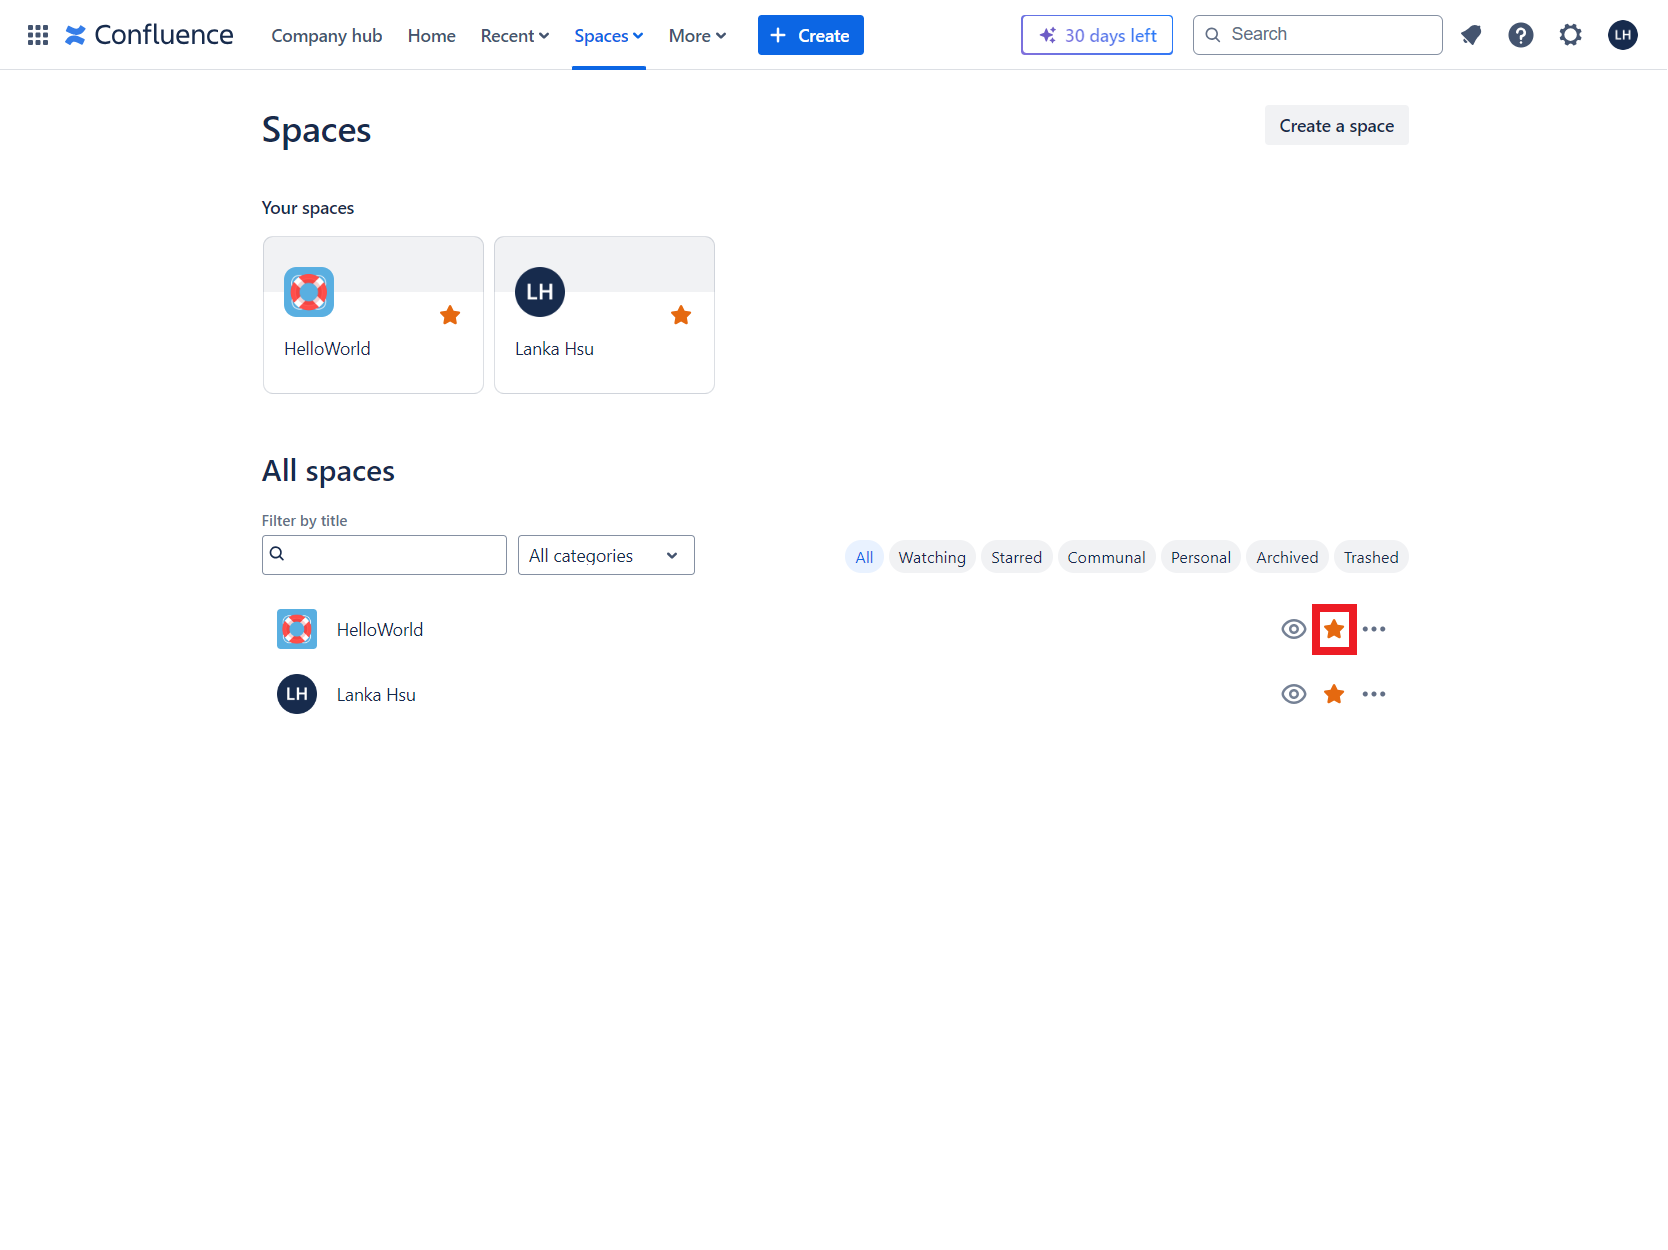 Confluence Company hub Home Recent Spaces More + Create 30 days left Search ? LH
Spaces
Create a space
Your spaces
LH
HelloWorld Lanka Hsu
All spaces
Filter by title
All categories
All Watching Starred Communal Personal Archived Trashed
HelloWorld
LH Lanka Hsu